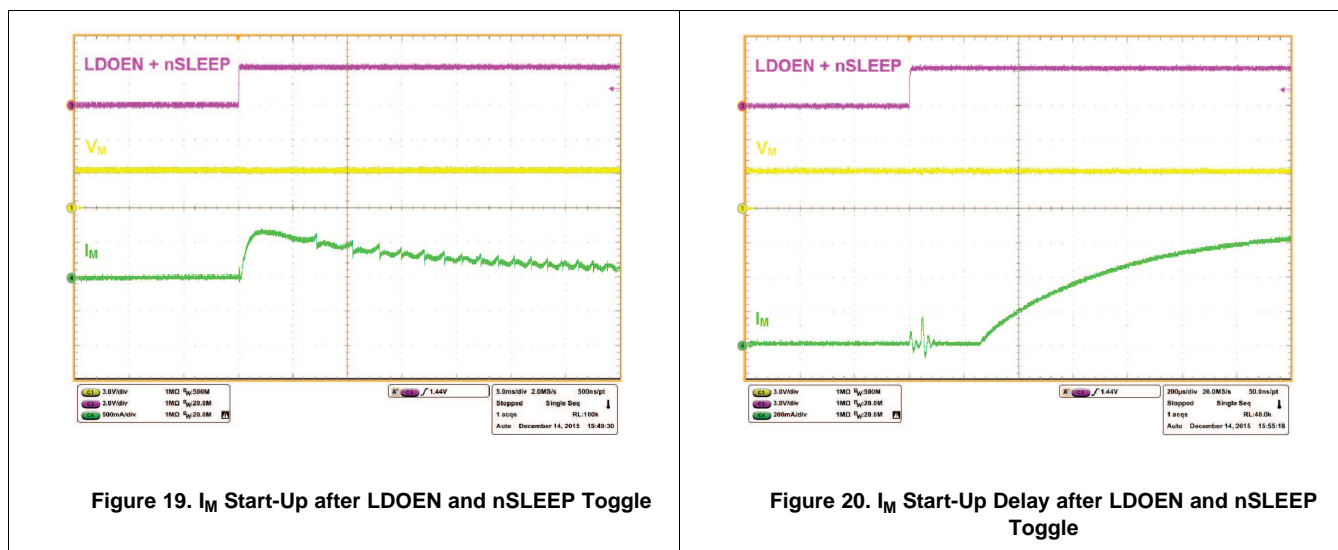 LDOEN + nSLEEP
VM
IM
C1 3.0V/div 1MΩ BW:500M
C3 3.0V/div 1MΩ BW:20.0M
C4 500mA/div 1MΩ BW:20.0M
1.44V
5.0ms/div 2.0MS/s 500ns/pt
Stopped Single Seq
1 acqs RL:100k
Auto December 14, 2015 15:49:30
Figure 19. IM Start-Up after LDOEN and nSLEEP Toggle
LDOEN + nSLEEP
VM
IM
C1 3.0V/div 1MΩ BW:500M
C3 3.0V/div 1MΩ BW:20.0M
C4 200mA/div 1MΩ BW:20.0M
1.44V
200µs/div 20.0MS/s 50.0ns/pt
Stopped Single Seq
1 acqs RL:40.0k
Auto December 14, 2015 15:55:18
Figure 20. IM Start-Up Delay after LDOEN and nSLEEP
Toggle